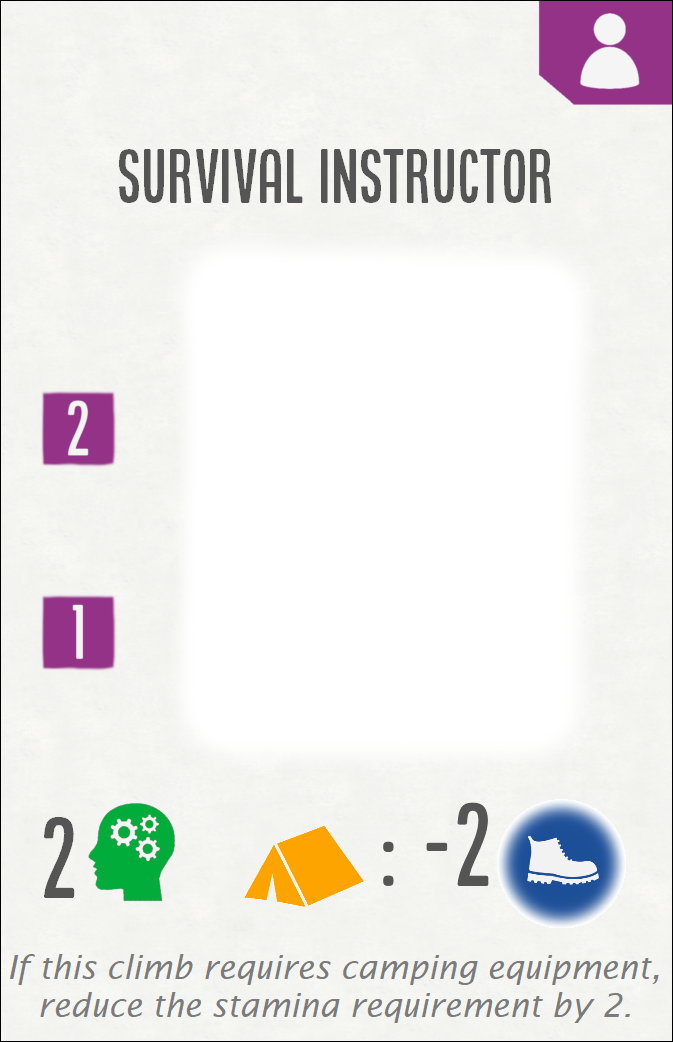 SURVIVAL INSTRUCTOR
2
1
2 : -2
If this climb requires camping equipment,
reduce the stamina requirement by 2.